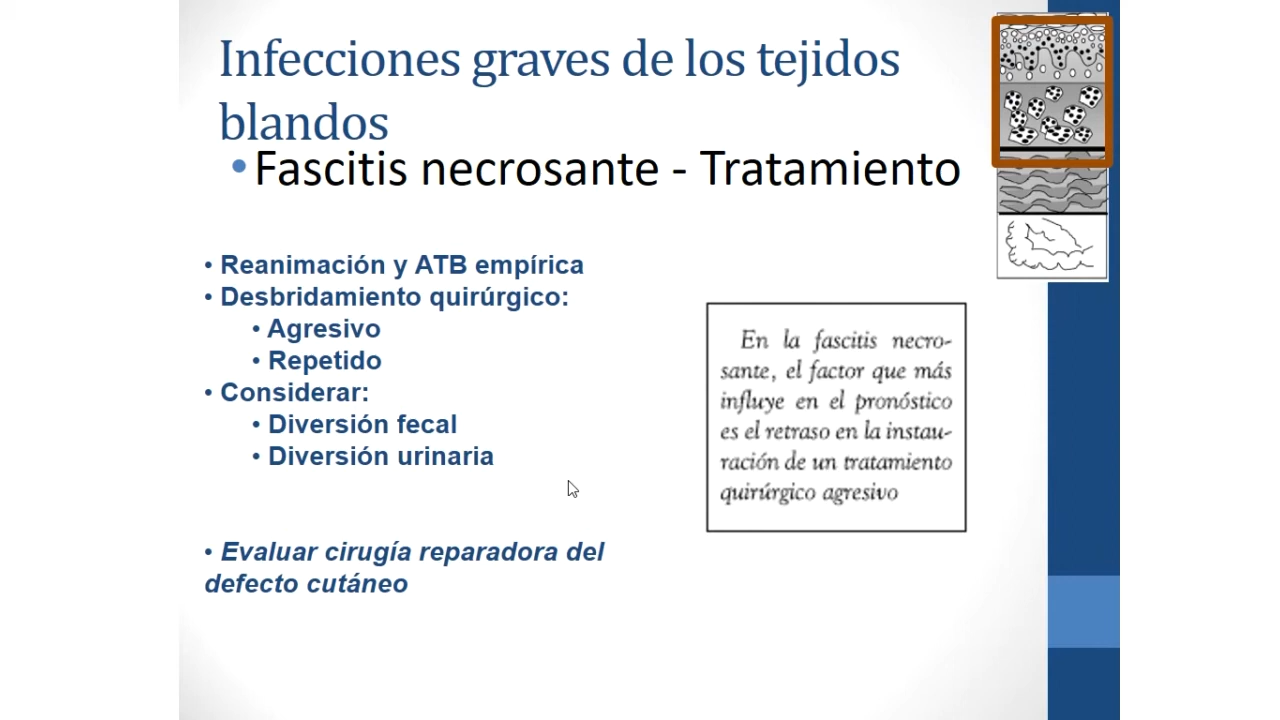 Infecciones graves de los tejidos
blandos
•Fascitis necrosante - Tratamiento
• Reanimación y ATB empírica
• Desbridamiento quirúrgico:
• Agresivo
• Repetido
• Considerar:
• Diversión fecal
• Diversión urinaria
• Evaluar cirugía reparadora del
defecto cutáneo
En la fascitis necro-
sante, el factor que más
influye en el pronóstico
es el retraso en la instau-
ración de un tratamiento
quirúrgico agresivo